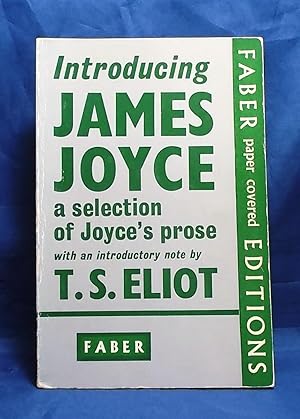 Introducing
JAMES
JOYCE
a selection
of Joyce's prose
with an introductory note by
T. S. ELIOT
FABER
FABER paper covered EDITIONS